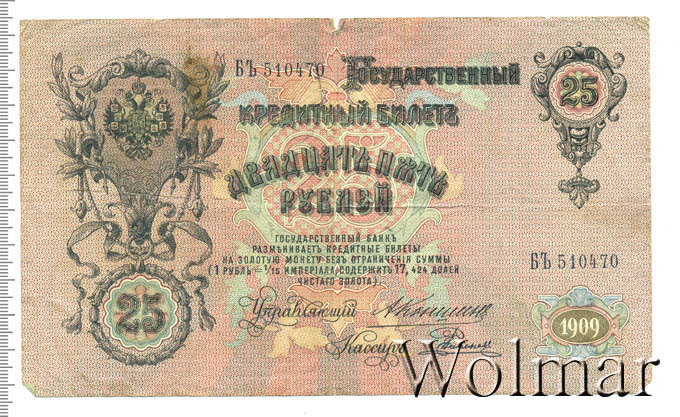 БЪ 510470
Государственный
25
Кредитный Билетъ
Двадцать пять
Рублей
Государственный Банкъ
размѣниваетъ кредитные билеты
на золотую монету безъ ограниченія суммы
(1 рубль = 1/15 имперіала, содержитъ 17,424 долей
чистаго золота).
БЪ 510470
25
Управляющій
1909
Кассиръ
Wolmar